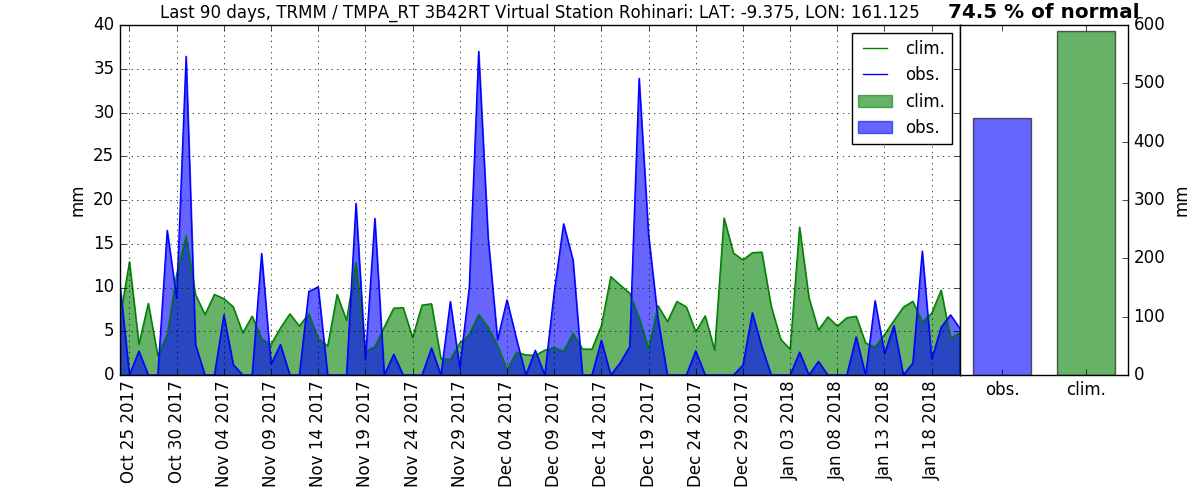 Last 90 days, TRMM / TMPA_RT 3B42RT Virtual Station Rohinari: LAT: -9.375, LON: 161.125
74.5 % of normal
40
35
30
25
20
15
10
5
0
mm
clim.
obs.
clim.
obs.
600
500
400
300
200
100
0
mm
Oct 25 2017
Oct 30 2017
Nov 04 2017
Nov 09 2017
Nov 14 2017
Nov 19 2017
Nov 24 2017
Nov 29 2017
Dec 04 2017
Dec 09 2017
Dec 14 2017
Dec 19 2017
Dec 24 2017
Dec 29 2017
Jan 03 2018
Jan 08 2018
Jan 13 2018
Jan 18 2018
obs.
clim.